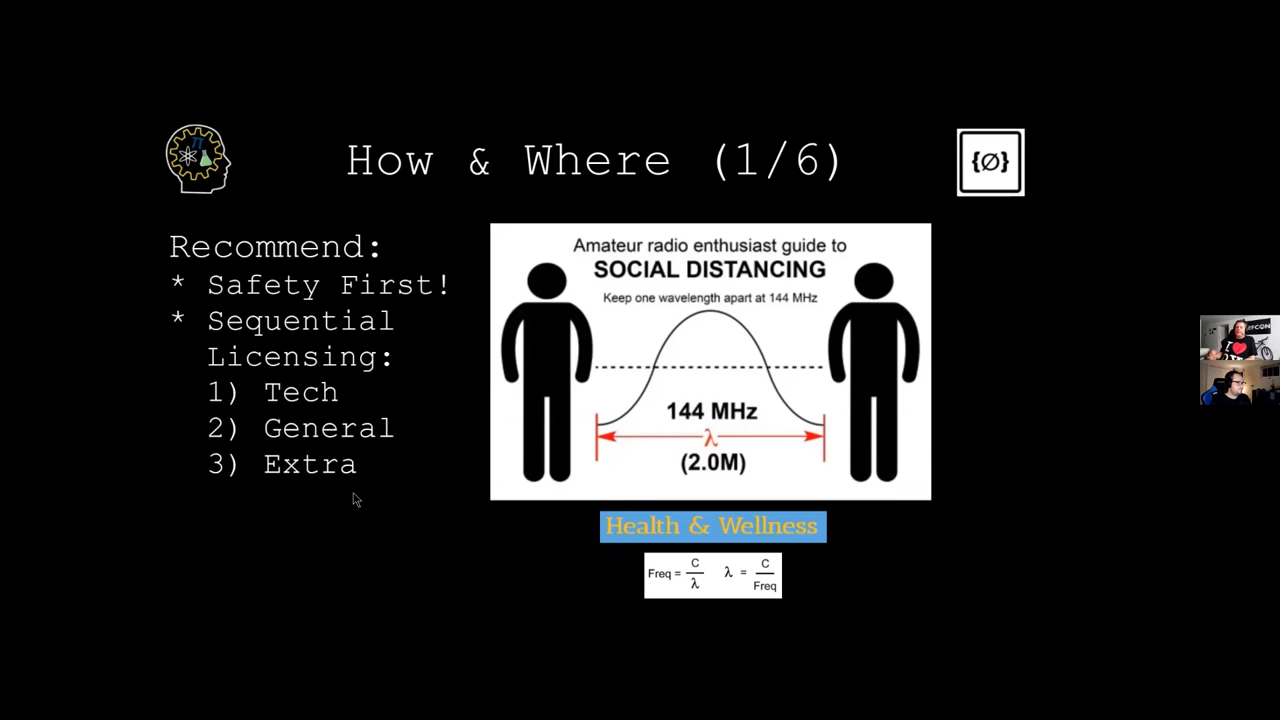 How & Where (1/6)
{Ø}
Recommend:
* Safety First!
* Sequential
Licensing:
1) Tech
2) General
3) Extra
Amateur radio enthusiast guide to
SOCIAL DISTANCING
Keep one wavelength apart at 144 MHz
144 MHz
λ
(2.0M)
Health & Wellness
Freq = C / λ λ = C / Freq